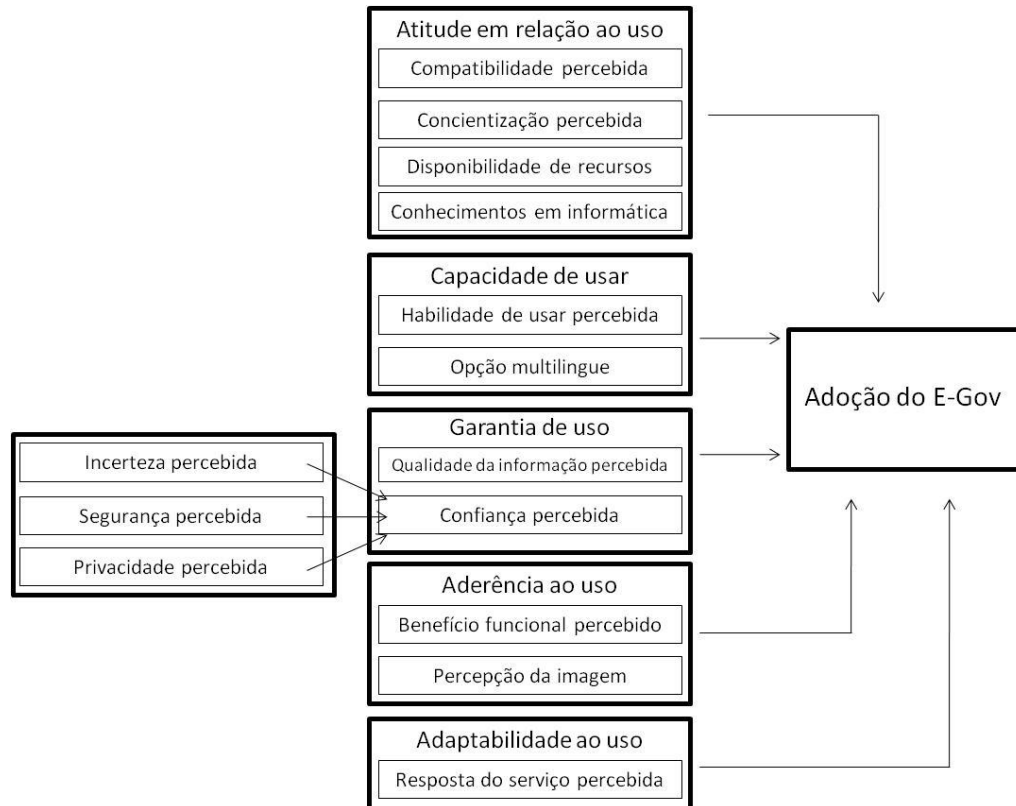 Atitude em relação ao uso
Compatibilidade percebida
Concientização percebida
Disponibilidade de recursos
Conhecimentos em informática
Capacidade de usar
Habilidade de usar percebida
Opção multilingue
Garantia de uso
Qualidade da informação percebida
Confiança percebida
Incerteza percebida
Segurança percebida
Privacidade percebida
Aderência ao uso
Benefício funcional percebido
Percepção da imagem
Adaptabilidade ao uso
Resposta do serviço percebida
Adoção do E-Gov